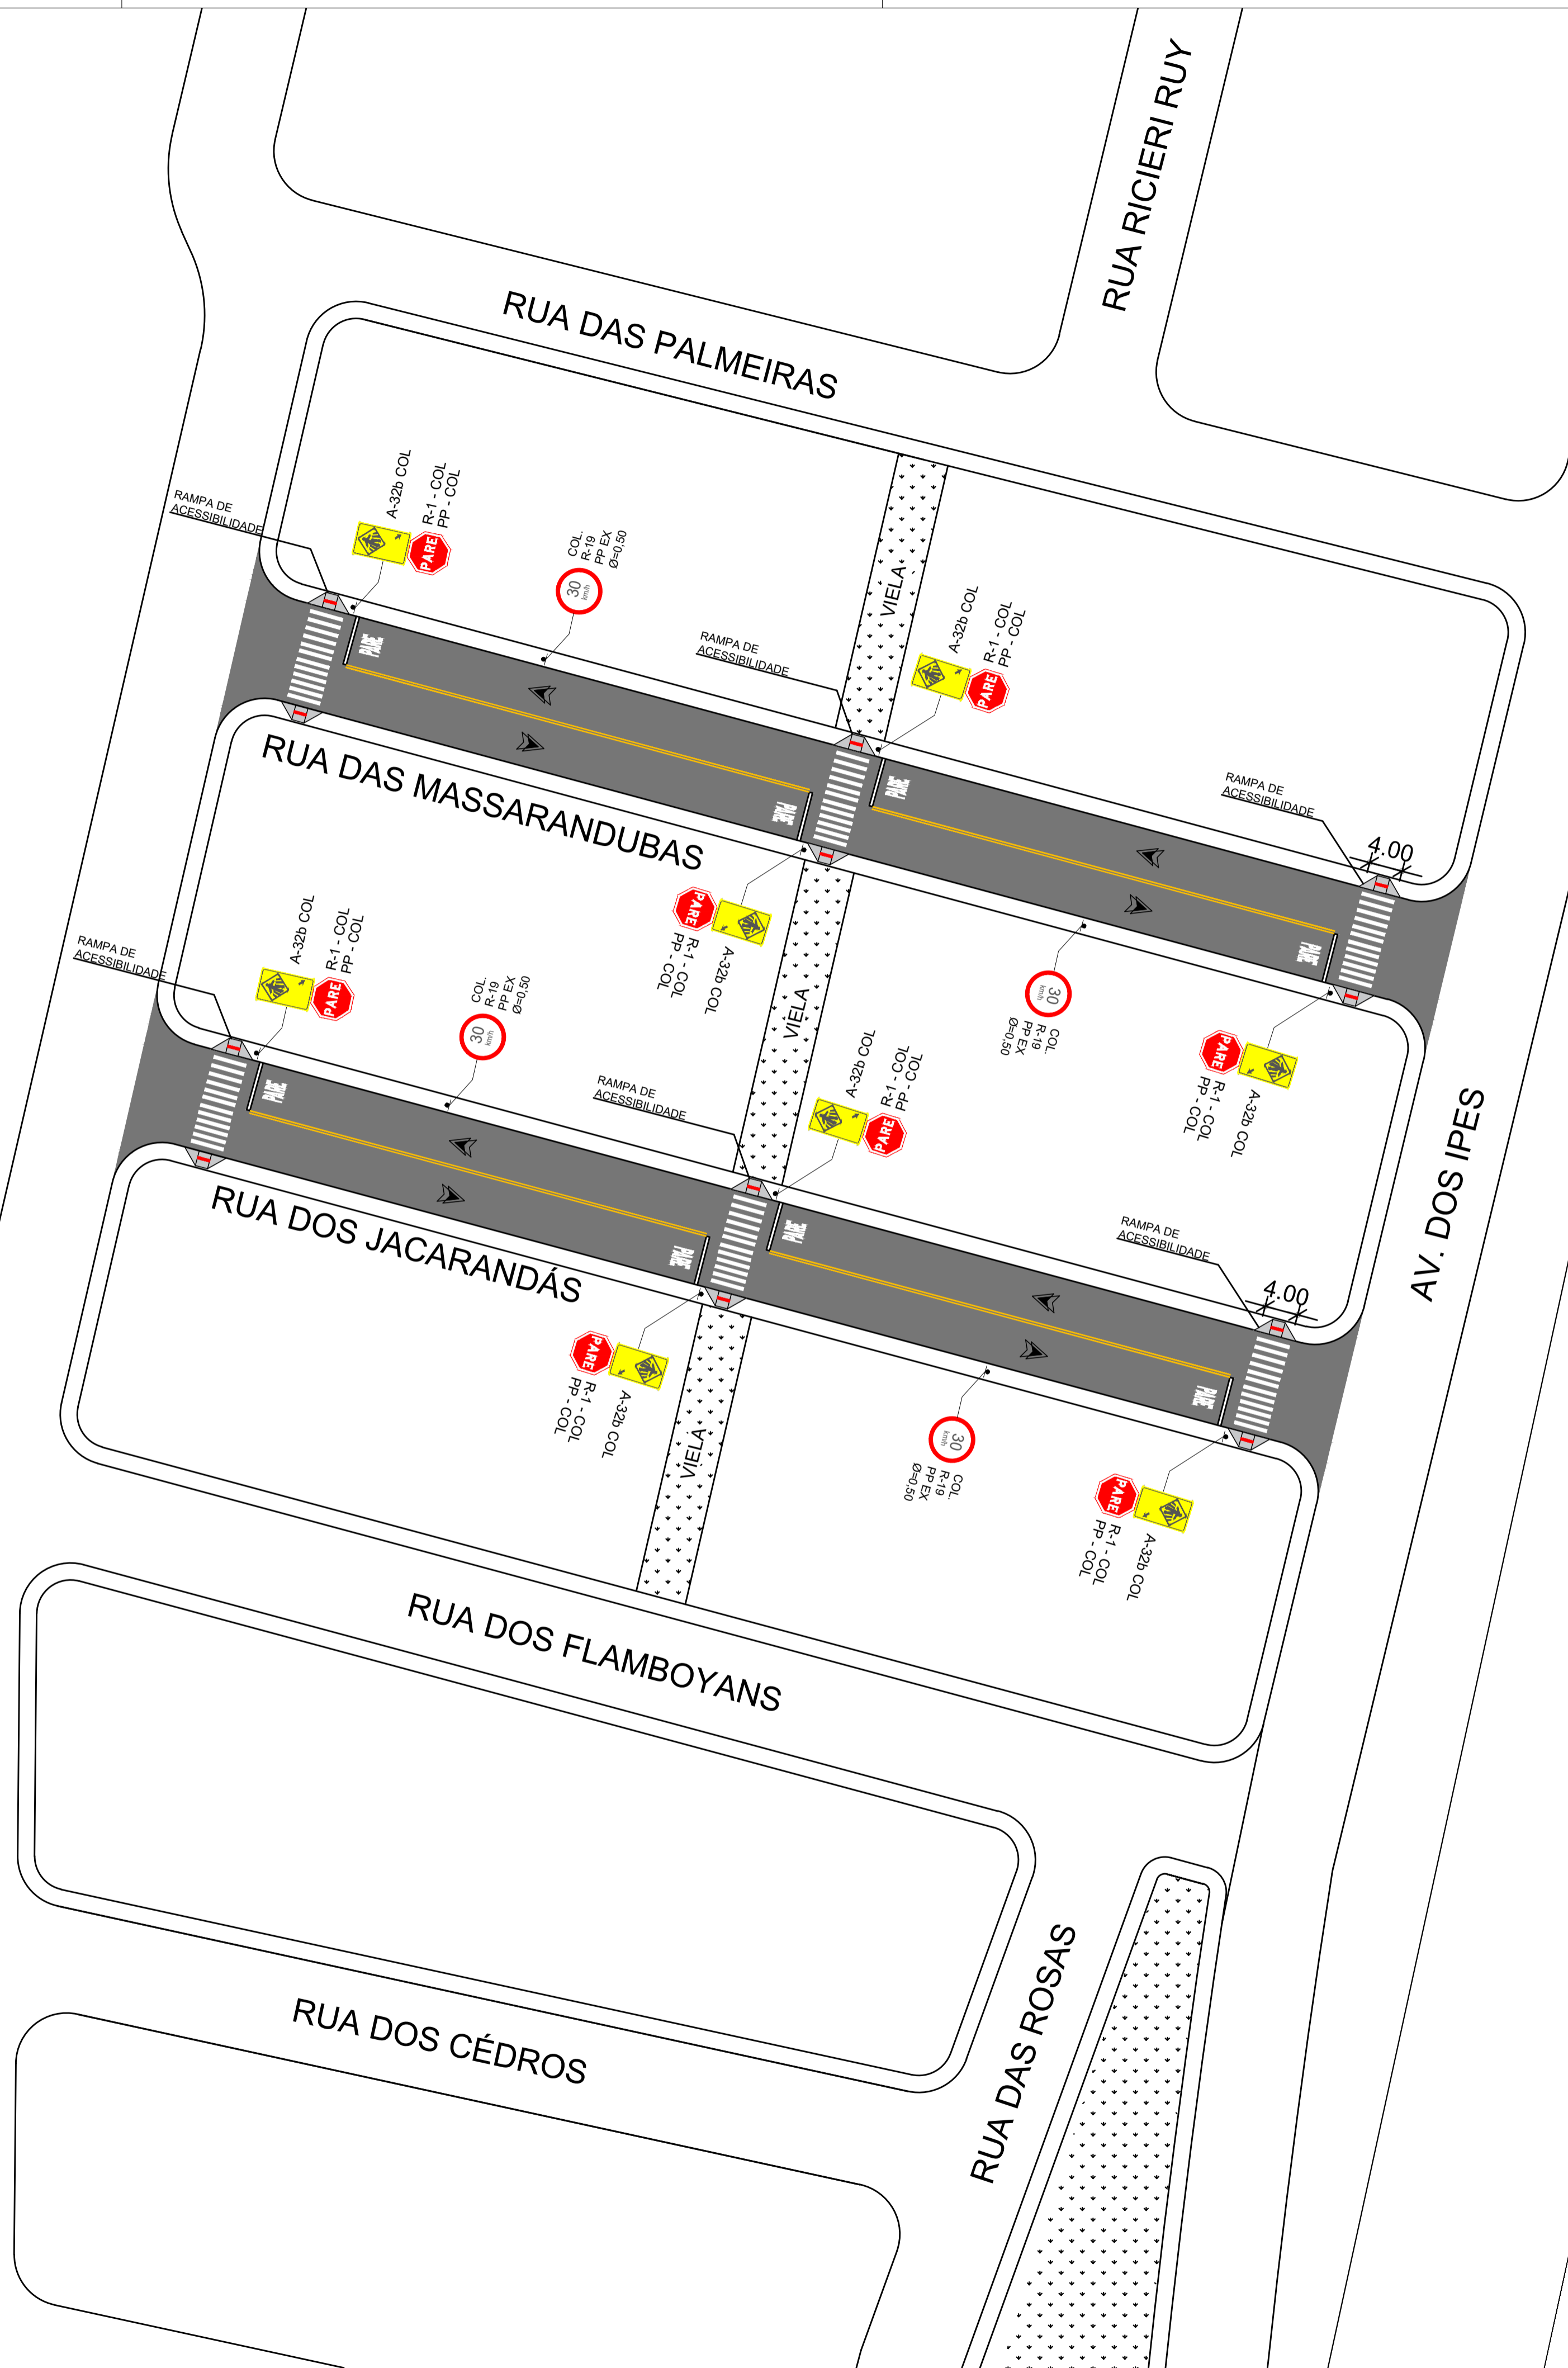 RUA RICIERI RUY
RUA DAS PALMEIRAS
RAMPA DE
ACESSIBILIDADE
A-32b COL
R-1 - COL
PP - COL
PARE
COL.
R-19
PP EX
Ø=0,50
30
km/h
VIELA
PARE
RAMPA DE
ACESSIBILIDADE
A-32b COL
R-1 - COL
PP - COL
PARE
RUA DAS MASSARANDUBAS
PARE
PARE
RAMPA DE
ACESSIBILIDADE
4.00
PARE
PARE
R-1 - COL
PP - COL
A-32b COL
30
km/h
COL.
R-19
PP EX
Ø=0,50
PARE
R-1 - COL
PP - COL
A-32b COL
VIELA
RAMPA DE
ACESSIBILIDADE
A-32b COL
R-1 - COL
PP - COL
PARE
COL.
R-19
PP EX
Ø=0,50
30
km/h
PARE
RAMPA DE
ACESSIBILIDADE
A-32b COL
R-1 - COL
PP - COL
PARE
AV. DOS IPES
RUA DOS JACARANDÁS
PARE
PARE
RAMPA DE
ACESSIBILIDADE
4.00
PARE
PARE
R-1 - COL
PP - COL
A-32b COL
VIELA
30
km/h
COL.
R-19
PP EX
Ø=0,50
PARE
R-1 - COL
PP - COL
A-32b COL
RUA DOS FLAMBOYANS
RUA DAS ROSAS
RUA DOS CÉDROS